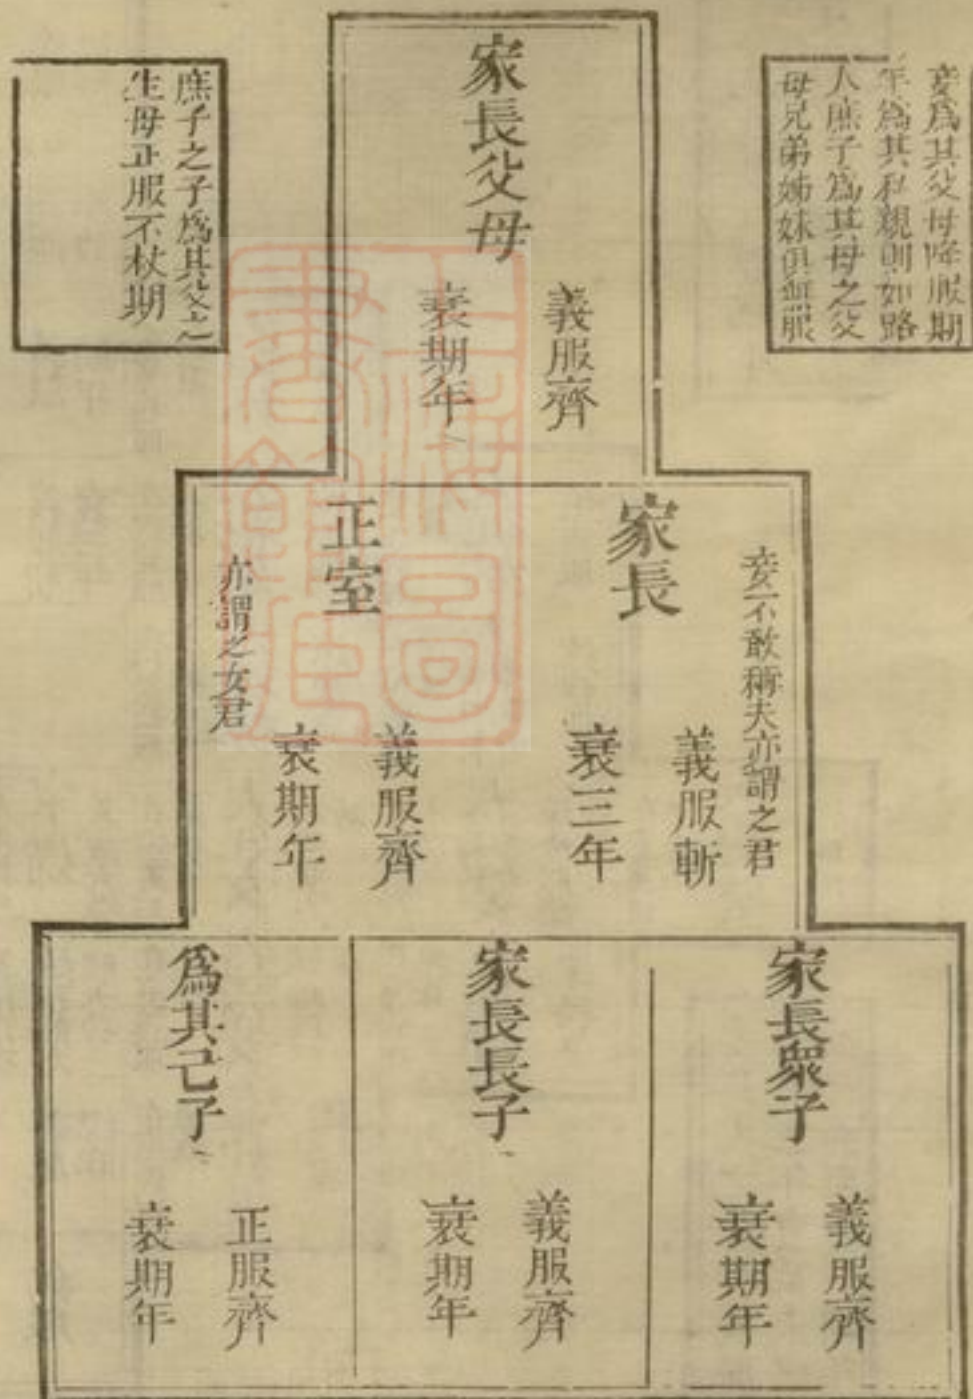 妾爲其父母降服期
年爲其私親則如路
人庶子爲其母之父
母兄弟姊妹俱無服
家長父母
義服齊
衰期年
庶子之子爲其父之
生母正服不杖期
妾不敢稱夫亦謂之君
家長
義服斬
衰三年
正室
義服齊
衰期年
亦謂之女君
家長衆子
義服齊
衰期年
家長長子
義服齊
衰期年
爲其己子
正服齊
衰期年
上海圖
書館藏